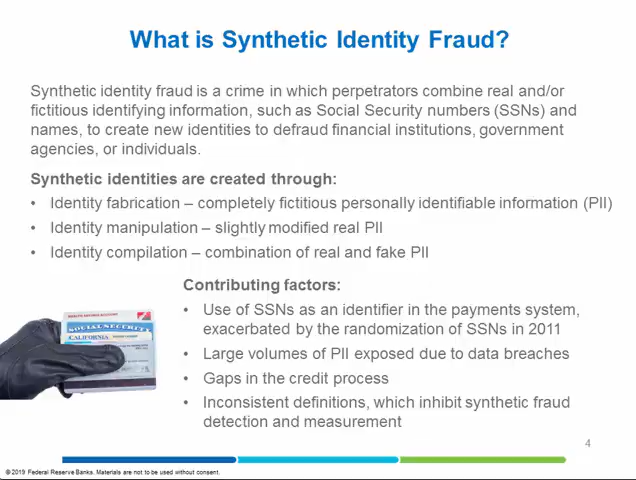 What is Synthetic Identity Fraud?
Synthetic identity fraud is a crime in which perpetrators combine real and/or
fictitious identifying information, such as Social Security numbers (SSNs) and
names, to create new identities to defraud financial institutions, government
agencies, or individuals.
Synthetic identities are created through:
• Identity fabrication – completely fictitious personally identifiable information (PII)
• Identity manipulation – slightly modified real PII
• Identity compilation – combination of real and fake PII
Contributing factors:
• Use of SSNs as an identifier in the payments system,
exacerbated by the randomization of SSNs in 2011
• Large volumes of PII exposed due to data breaches
• Gaps in the credit process
• Inconsistent definitions, which inhibit synthetic fraud
detection and measurement
SOCIAL SECURITY
CALIFORNIA
4
© 2019 Federal Reserve Banks. Materials are not to be used without consent.